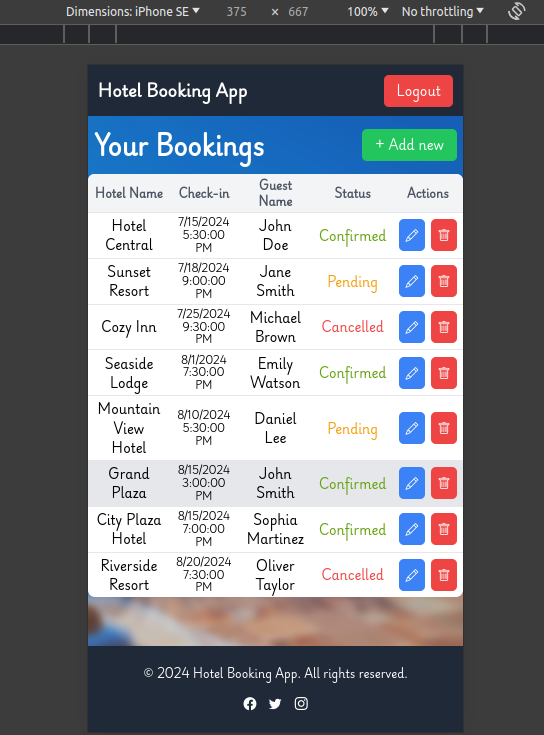 Dimensions: iPhone SE 375 × 667 100% No throttling
Hotel Booking App Logout
Your Bookings + Add new
Hotel Name Check-in Guest Name Status Actions
Hotel Central 7/15/2024 5:30:00 PM John Doe Confirmed
Sunset Resort 7/18/2024 9:00:00 PM Jane Smith Pending
Cozy Inn 7/25/2024 9:30:00 PM Michael Brown Cancelled
Seaside Lodge 8/1/2024 7:30:00 PM Emily Watson Confirmed
Mountain View Hotel 8/10/2024 5:30:00 PM Daniel Lee Pending
Grand Plaza 8/15/2024 3:00:00 PM John Smith Confirmed
City Plaza Hotel 8/15/2024 7:00:00 PM Sophia Martinez Confirmed
Riverside Resort 8/20/2024 7:30:00 PM Oliver Taylor Cancelled
© 2024 Hotel Booking App. All rights reserved.